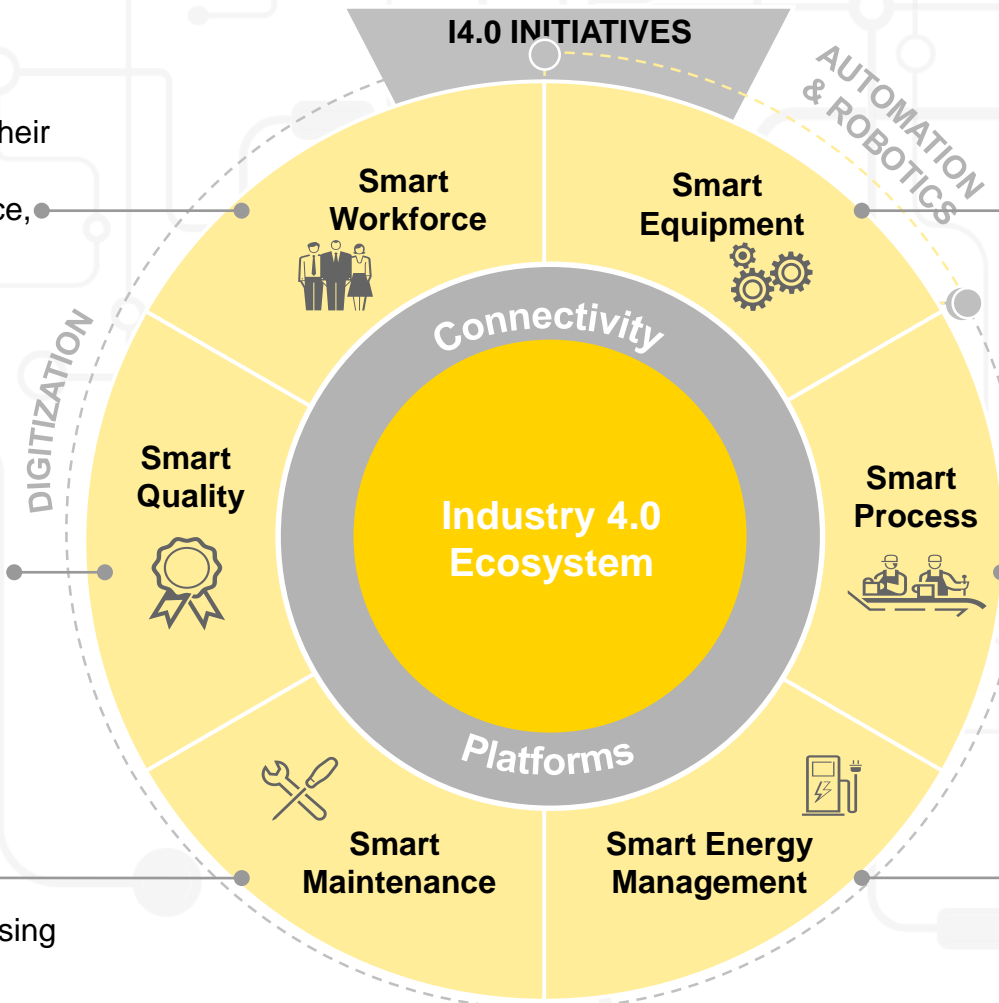 I4.0 INITIATIVES
AUTOMATION
& ROBOTICS
heir
ce,
Smart
Workforce
Smart
Equipment
DIGITIZATION
Connectivity
Smart
Quality
Industry 4.0
Ecosystem
Smart
Process
Platforms
Smart
Maintenance
Smart Energy
Management
sing